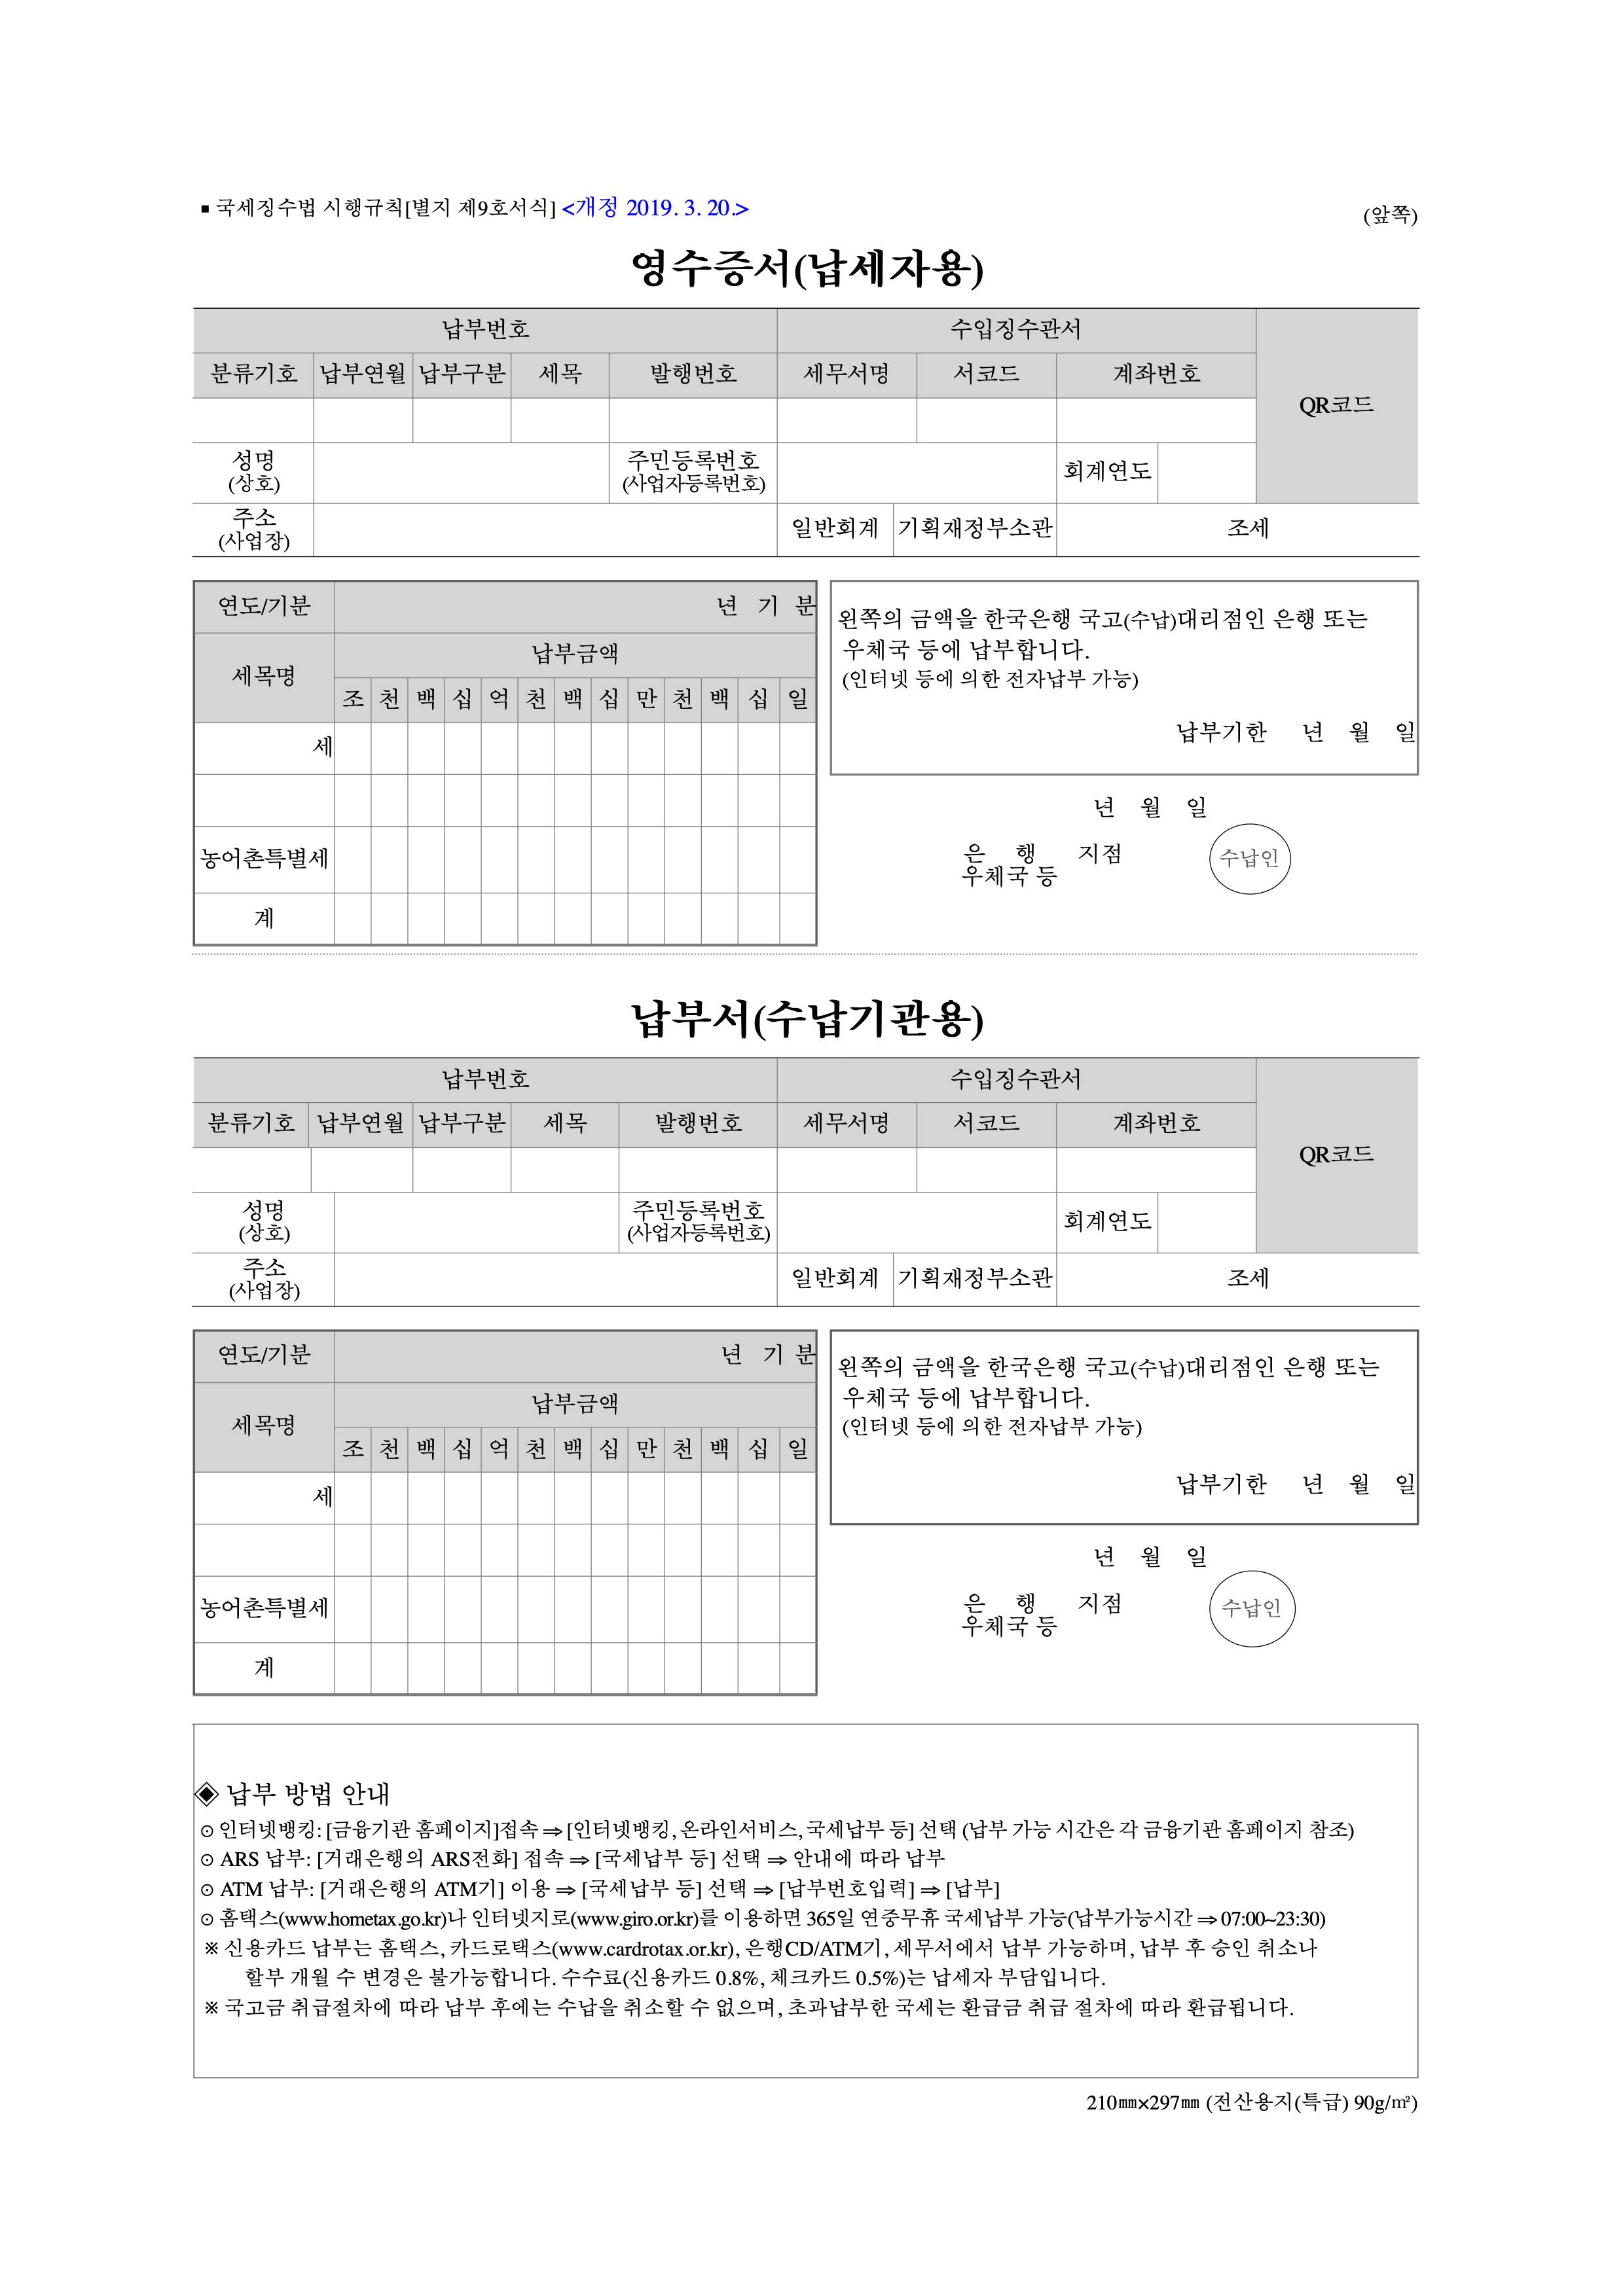 ■ 국세징수법 시행규칙[별지 제9호서식] <개정 2019. 3. 20.>
(앞쪽)
영수증서(납세자용)
납부번호 수입징수관서 QR코드
분류기호 납부연월 납부구분 세목 발행번호 세무서명 서코드 계좌번호
성명 주민등록번호 회계연도
(상호) (사업자등록번호)
주소 일반회계 기획재정부소관 조세
(사업장)
연도/기분 년 기 분
세목명 납부금액
조 천 백 십 억 천 백 십 만 천 백 십 일
세
농어촌특별세
계
왼쪽의 금액을 한국은행 국고(수납)대리점인 은행 또는
우체국 등에 납부합니다.
(인터넷 등에 의한 전자납부 가능)
납부기한 년 월 일
년 월 일
은 행 지점 수납인
우체국 등
납부서(수납기관용)
납부번호 수입징수관서 QR코드
분류기호 납부연월 납부구분 세목 발행번호 세무서명 서코드 계좌번호
성명 주민등록번호 회계연도
(상호) (사업자등록번호)
주소 일반회계 기획재정부소관 조세
(사업장)
연도/기분 년 기 분
세목명 납부금액
조 천 백 십 억 천 백 십 만 천 백 십 일
세
농어촌특별세
계
왼쪽의 금액을 한국은행 국고(수납)대리점인 은행 또는
우체국 등에 납부합니다.
(인터넷 등에 의한 전자납부 가능)
납부기한 년 월 일
년 월 일
은 행 지점 수납인
우체국 등
◈ 납부 방법 안내
⊙ 인터넷뱅킹: [금융기관 홈페이지]접속 ⇒ [인터넷뱅킹, 온라인서비스, 국세납부 등] 선택 (납부 가능 시간은 각 금융기관 홈페이지 참조)
⊙ ARS 납부: [거래은행의 ARS전화] 접속 ⇒ [국세납부 등] 선택 ⇒ 안내에 따라 납부
⊙ ATM 납부: [거래은행의 ATM기] 이용 ⇒ [국세납부 등] 선택 ⇒ [납부번호입력] ⇒ [납부]
⊙ 홈택스(www.hometax.go.kr)나 인터넷지로(www.giro.or.kr)를 이용하면 365일 연중무휴 국세납부 가능(납부가능시간 ⇒ 07:00~23:30)
※ 신용카드 납부는 홈택스, 카드로택스(www.cardrotax.or.kr), 은행CD/ATM기, 세무서에서 납부 가능하며, 납부 후 승인 취소나
할부 개월 수 변경은 불가능합니다. 수수료(신용카드 0.8%, 체크카드 0.5%)는 납세자 부담입니다.
※ 국고금 취급절차에 따라 납부 후에는 수납을 취소할 수 없으며, 초과납부한 국세는 환급금 취급 절차에 따라 환급됩니다.
210㎜×297㎜ (전산용지(특급) 90g/㎡)